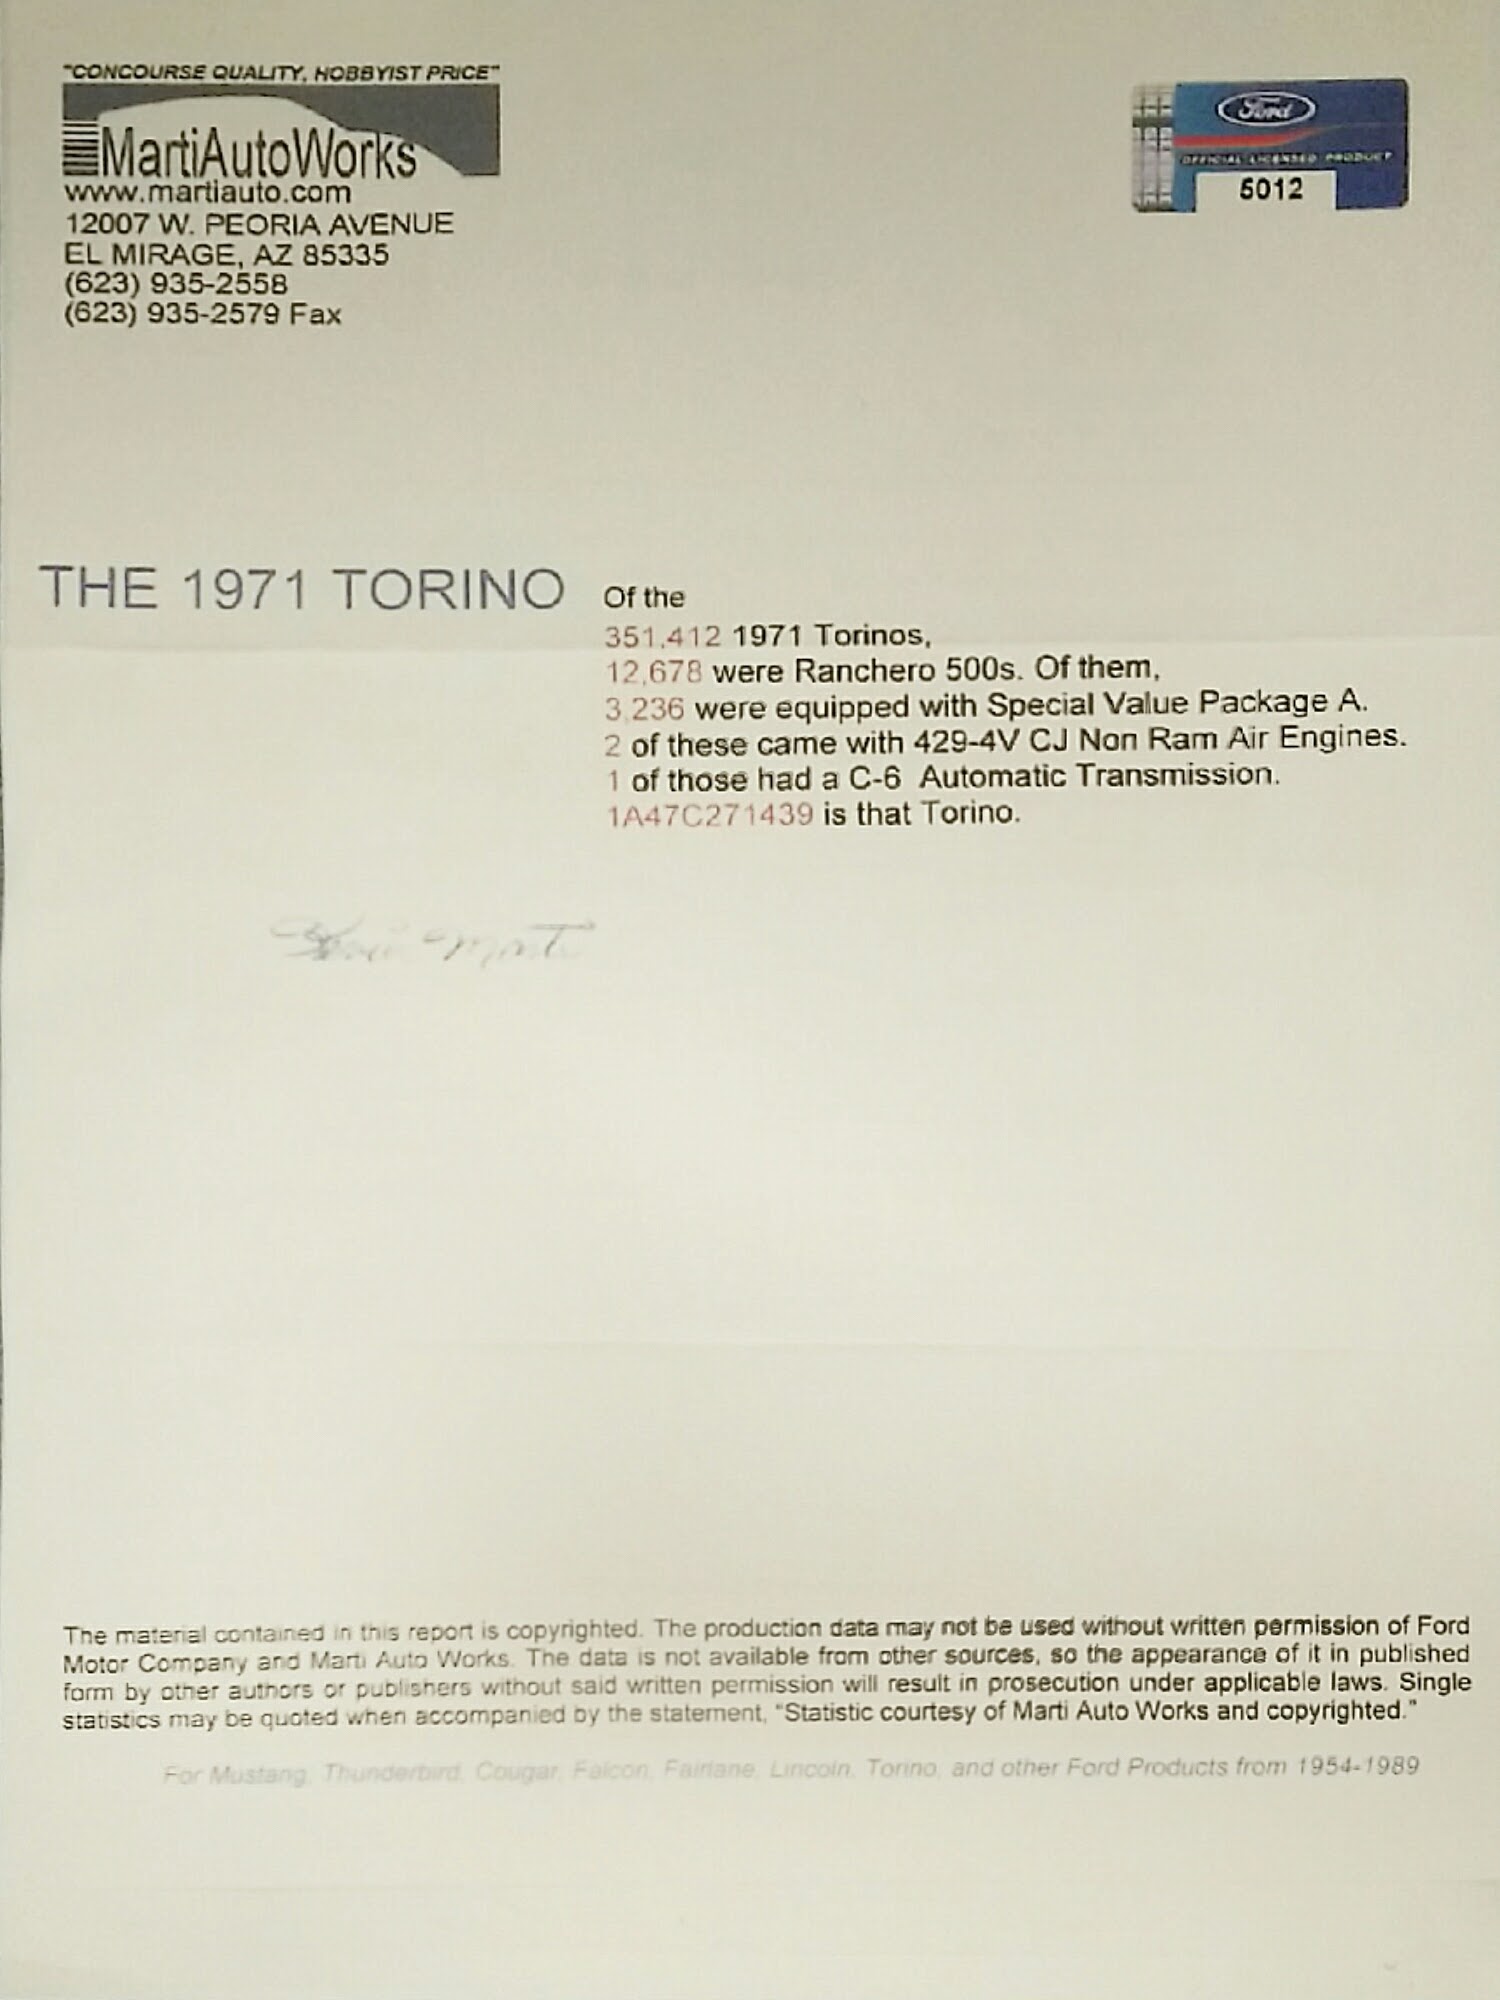 "CONCOURSE QUALITY, HOBBYIST PRICE"
MartiAutoWorks
www.martiauto.com
12007 W. PEORIA AVENUE
EL MIRAGE, AZ 85335
(623) 935-2558
(623) 935-2579 Fax
Ford
OFFICIAL LICENSED PRODUCT
5012
THE 1971 TORINO
Of the
351,412 1971 Torinos,
12,678 were Ranchero 500s. Of them,
3,236 were equipped with Special Value Package A.
2 of these came with 429-4V CJ Non Ram Air Engines.
1 of those had a C-6 Automatic Transmission.
1A47C271439 is that Torino.
The material contained in this report is copyrighted. The production data may not be used without written permission of Ford
Motor Company and Marti Auto Works. The data is not available from other sources, so the appearance of it in published
form by other authors or publishers without said written permission will result in prosecution under applicable laws. Single
statistics may be quoted when accompanied by the statement, "Statistic courtesy of Marti Auto Works and copyrighted."
For Mustang, Thunderbird, Cougar, Falcon, Fairlane, Lincoln, Torino, and other Ford Products from 1954-1989